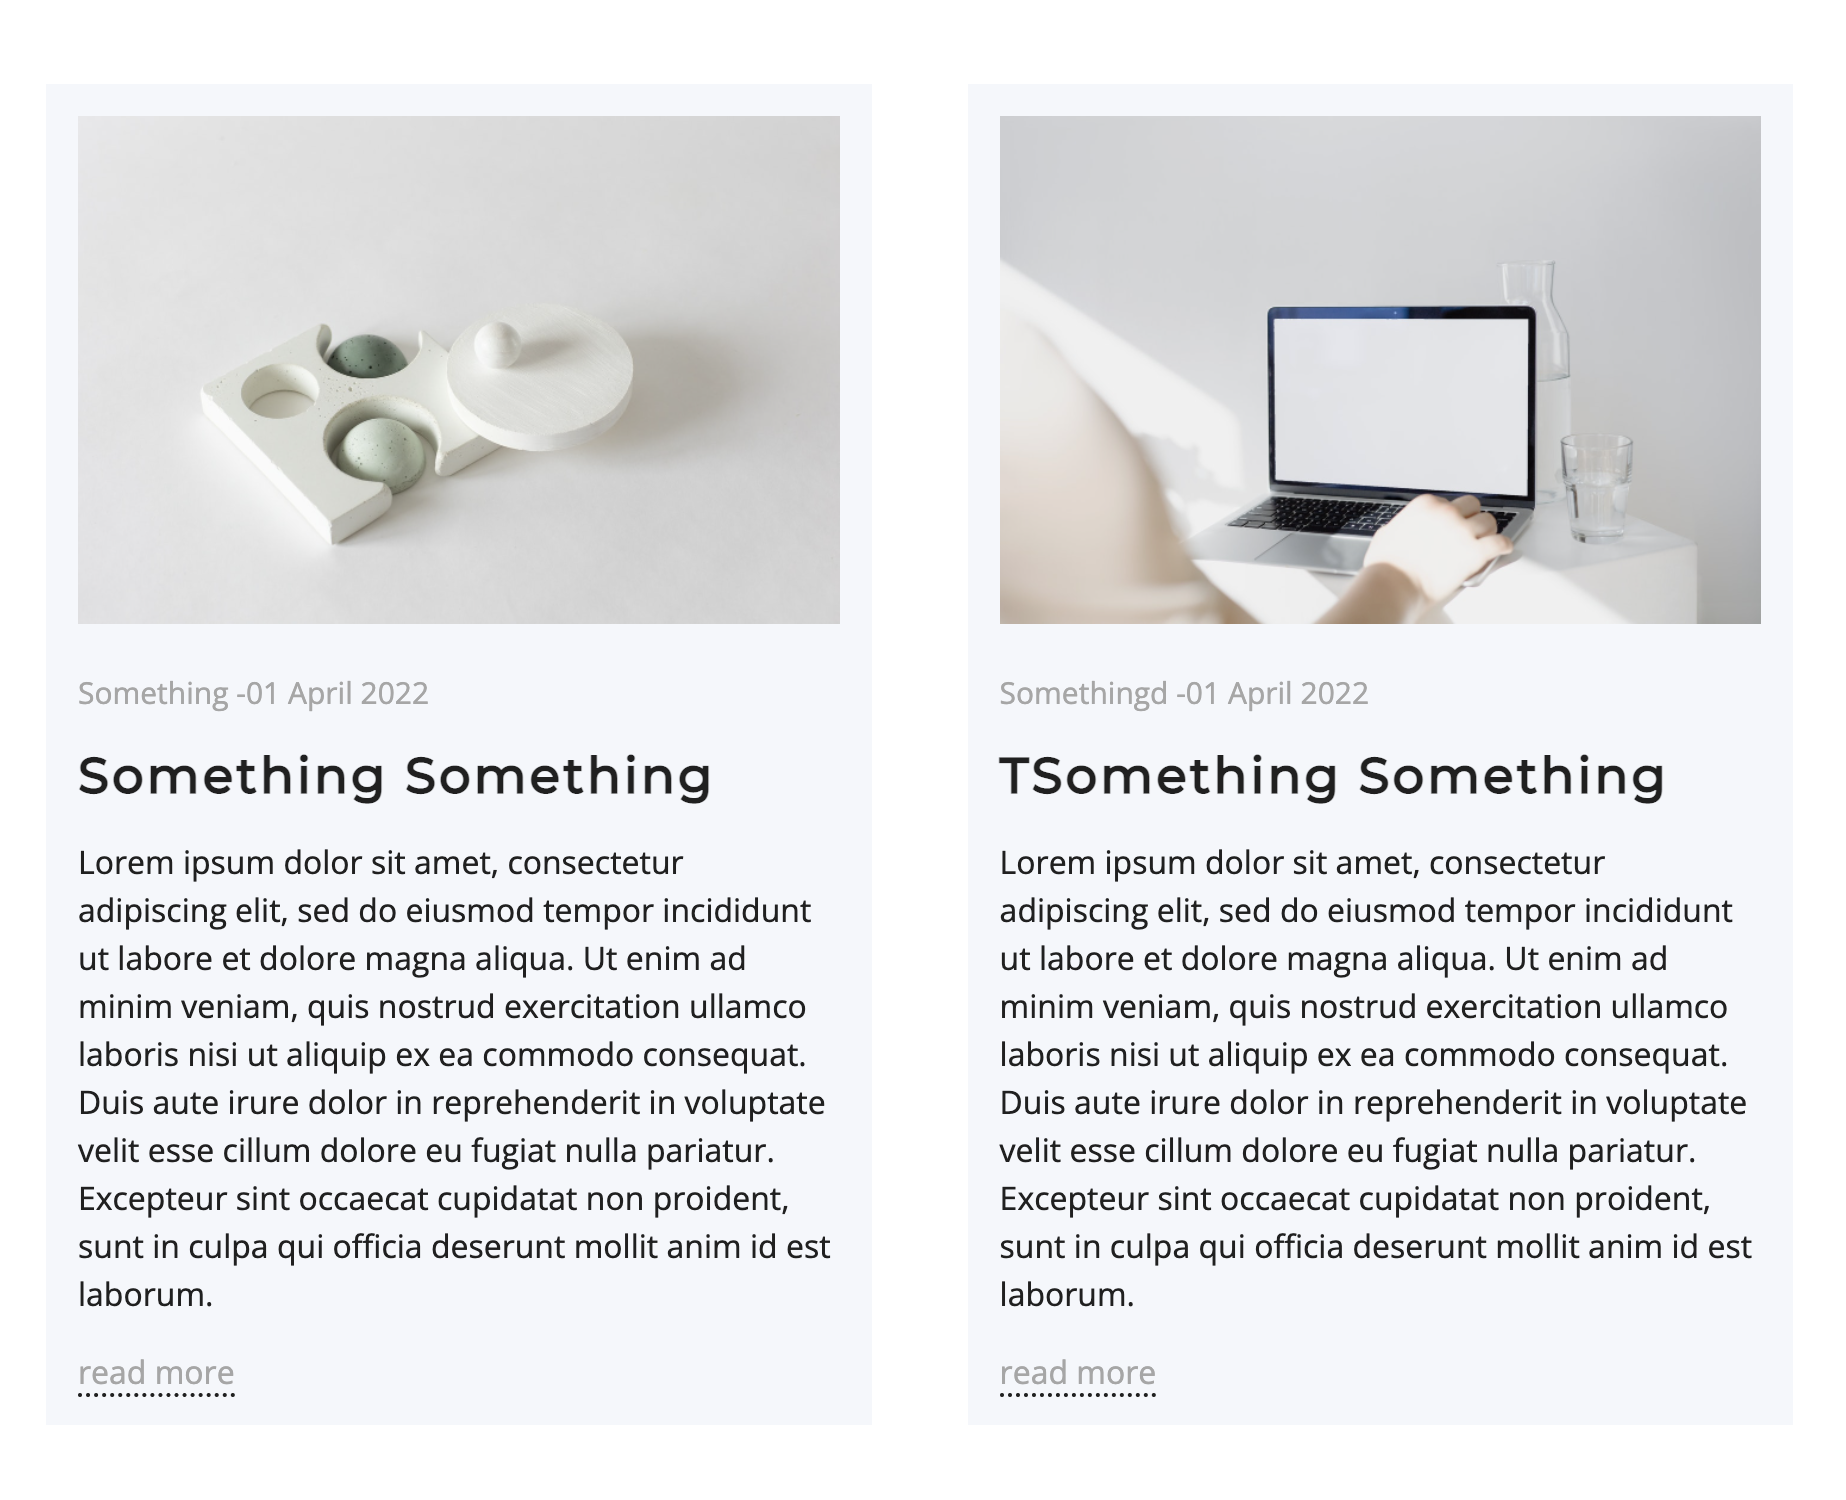 Something -01 April 2022
Something Something
Lorem ipsum dolor sit amet, consectetur
adipiscing elit, sed do eiusmod tempor incididunt
ut labore et dolore magna aliqua. Ut enim ad
minim veniam, quis nostrud exercitation ullamco
laboris nisi ut aliquip ex ea commodo consequat.
Duis aute irure dolor in reprehenderit in voluptate
velit esse cillum dolore eu fugiat nulla pariatur.
Excepteur sint occaecat cupidatat non proident,
sunt in culpa qui officia deserunt mollit anim id est
laborum.
read more
Somethingd -01 April 2022
TSomething Something
Lorem ipsum dolor sit amet, consectetur
adipiscing elit, sed do eiusmod tempor incididunt
ut labore et dolore magna aliqua. Ut enim ad
minim veniam, quis nostrud exercitation ullamco
laboris nisi ut aliquip ex ea commodo consequat.
Duis aute irure dolor in reprehenderit in voluptate
velit esse cillum dolore eu fugiat nulla pariatur.
Excepteur sint occaecat cupidatat non proident,
sunt in culpa qui officia deserunt mollit anim id est
laborum.
read more